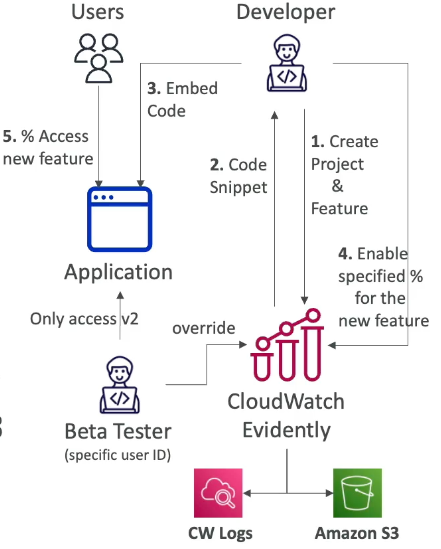 Users
Developer
3. Embed
Code
5. % Access
new feature
2. Code
Snippet
1. Create
Project
&
Feature
4. Enable
specified %
for the
new feature
Application
Only access v2
override
Beta Tester
(specific user ID)
CloudWatch
Evidently
CW Logs
Amazon S3